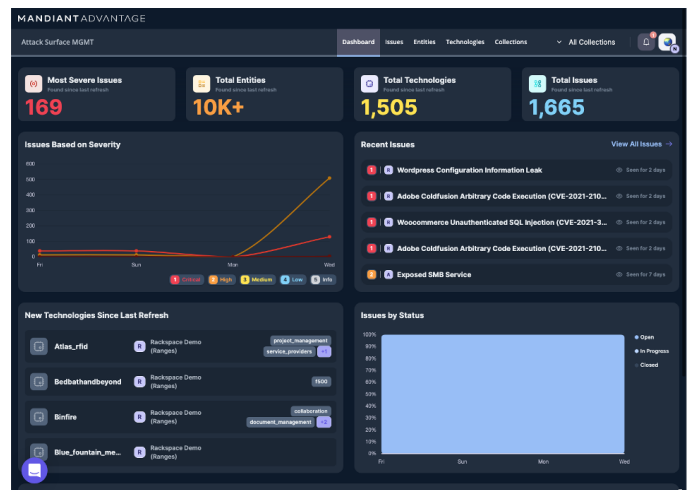 MANDIANT ADVANTAGE
Attack Surface MGMT
Dashboard Issues Entities Technologies Collections All Collections
Most Severe Issues
Found since last refresh
169
Total Entities
Found since last refresh
10K+
Total Technologies
Found since last refresh
1,505
Total Issues
Found since last refresh
1,665
Issues Based on Severity
600
500
400
300
200
100
0
Fri Sun Mon Wed
1 Critical 2 High 3 Medium 4 Low 5 Info
Recent Issues
View All Issues →
1 R Wordpress Configuration Information Leak Seen for 2 days
1 R Adobe Coldfusion Arbitrary Code Execution (CVE-2021-210... Seen for 2 days
1 R Woocommerce Unauthenticated SQL Injection (CVE-2021-3... Seen for 2 days
1 R Adobe Coldfusion Arbitrary Code Execution (CVE-2021-210... Seen for 2 days
2 A Exposed SMB Service Seen for 7 days
New Technologies Since Last Refresh
Atlas_rfid
R Rackspace Demo
(Ranges)
project_management
service_providers +1
Bedbathandbeyond
R Rackspace Demo
(Ranges)
f500
Binfire
R Rackspace Demo
(Ranges)
collaboration
document_management +2
Blue_fountain_me...
R Rackspace Demo
(Ranges)
Issues by Status
100%
90%
80%
70%
60%
50%
40%
30%
20%
10%
0%
Fri Sun Mon Wed
Open
In Progress
Closed